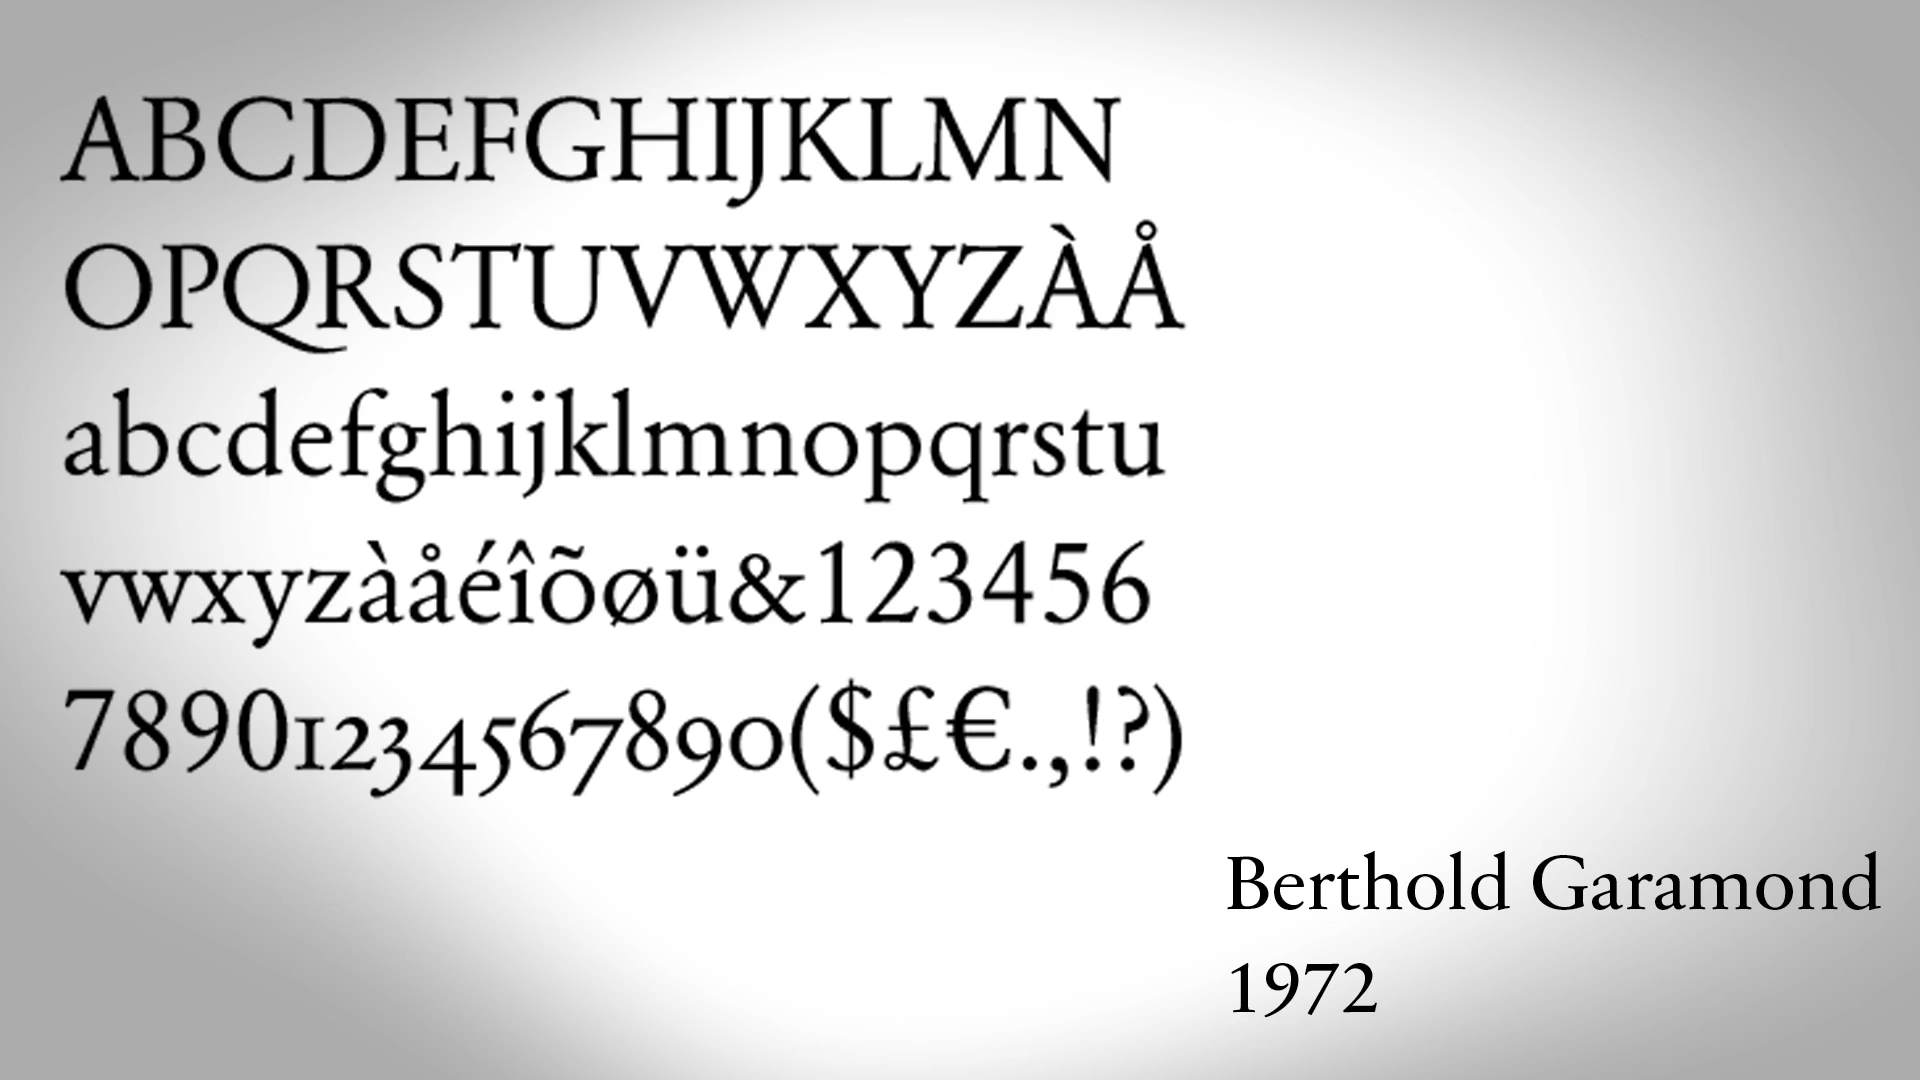 ABCDEFGHIJKLMN
OPQRSTUVWXYZÀÅ
abcdefghijklmnopqrstu
vwxyzàåéîõøü&123456
78901234567890($£€.,!?)
Berthold Garamond
1972